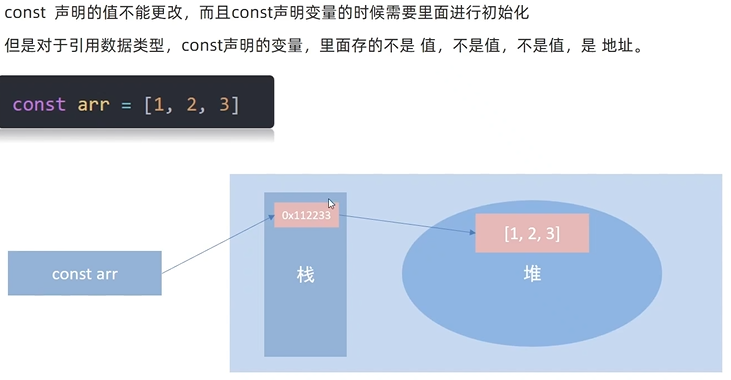 const 声明的值不能更改，而且const声明变量的时候需要里面进行初始化
但是对于引用数据类型，const声明的变量，里面存的不是 值，不是值，不是值，是 地址。
const arr = [1, 2, 3]
const arr
0x112233
栈
[1, 2, 3]
堆